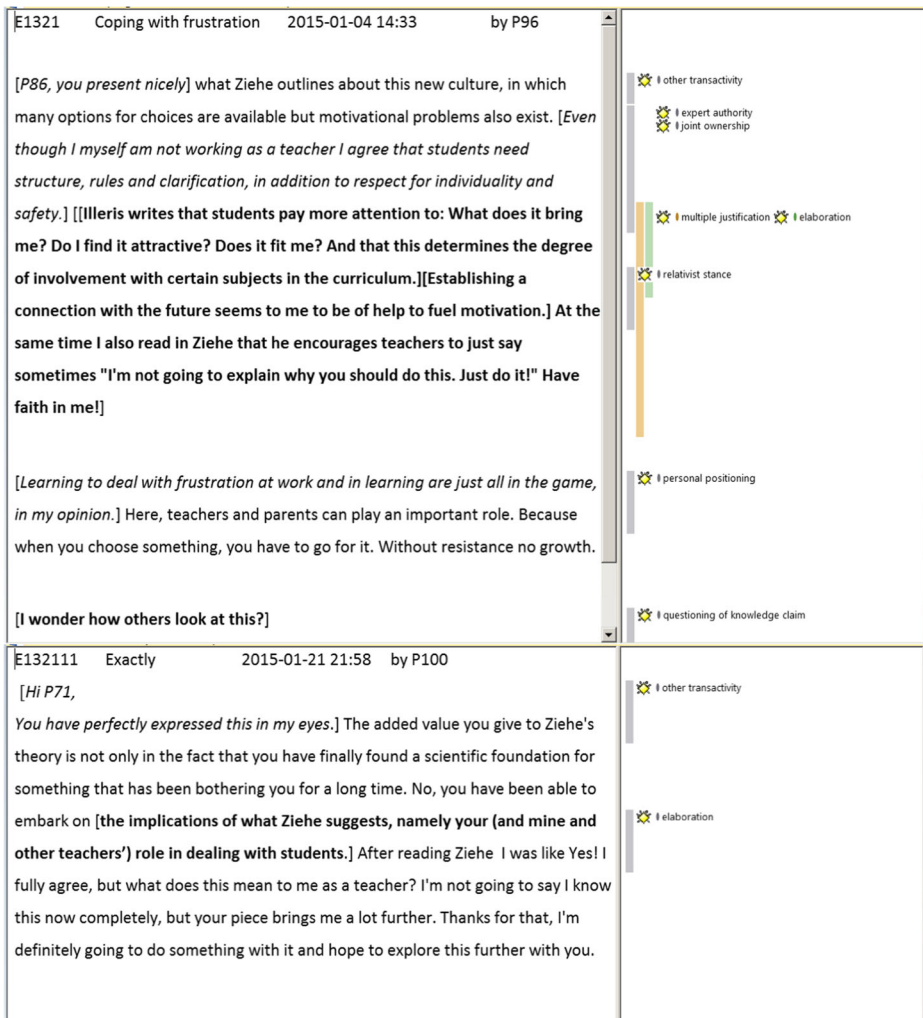 E1321 Coping with frustration 2015-01-04 14:33 by P96
[P86, you present nicely] what Ziehe outlines about this new culture, in which
many options for choices are available but motivational problems also exist. [Even
though I myself am not working as a teacher I agree that students need
structure, rules and clarification, in addition to respect for individuality and
safety.] [[Illeris writes that students pay more attention to: What does it bring
me? Do I find it attractive? Does it fit me? And that this determines the degree
of involvement with certain subjects in the curriculum.][Establishing a
connection with the future seems to me to be of help to fuel motivation.] At the
same time I also read in Ziehe that he encourages teachers to just say
sometimes "I'm not going to explain why you should do this. Just do it!" Have
faith in me!]
[Learning to deal with frustration at work and in learning are just all in the game,
in my opinion.] Here, teachers and parents can play an important role. Because
when you choose something, you have to go for it. Without resistance no growth.
[I wonder how others look at this?]
other transactivity
expert authority
joint ownership
multiple justification elaboration
relativist stance
personal positioning
questioning of knowledge claim
E132111 Exactly 2015-01-21 21:58 by P100
[Hi P71,
You have perfectly expressed this in my eyes.] The added value you give to Ziehe's
theory is not only in the fact that you have finally found a scientific foundation for
something that has been bothering you for a long time. No, you have been able to
embark on [the implications of what Ziehe suggests, namely your (and mine and
other teachers') role in dealing with students.] After reading Ziehe I was like Yes! I
fully agree, but what does this mean to me as a teacher? I'm not going to say I know
this now completely, but your piece brings me a lot further. Thanks for that, I'm
definitely going to do something with it and hope to explore this further with you.
other transactivity
elaboration